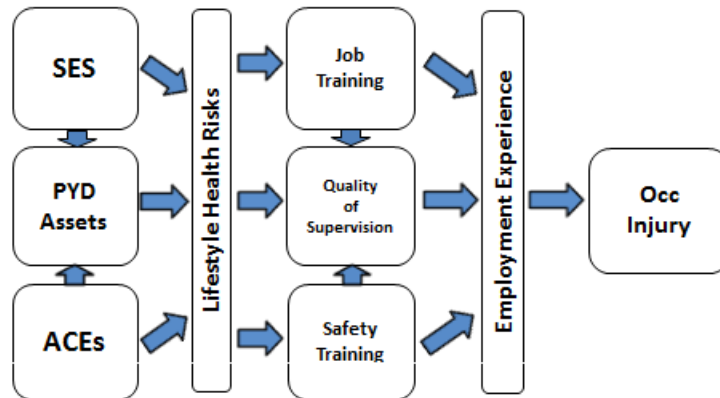 SES
PYD
Assets
ACEs
Lifestyle Health Risks
Job
Training
Quality
of
Supervision
Safety
Training
Employment Experience
Occ
Injury